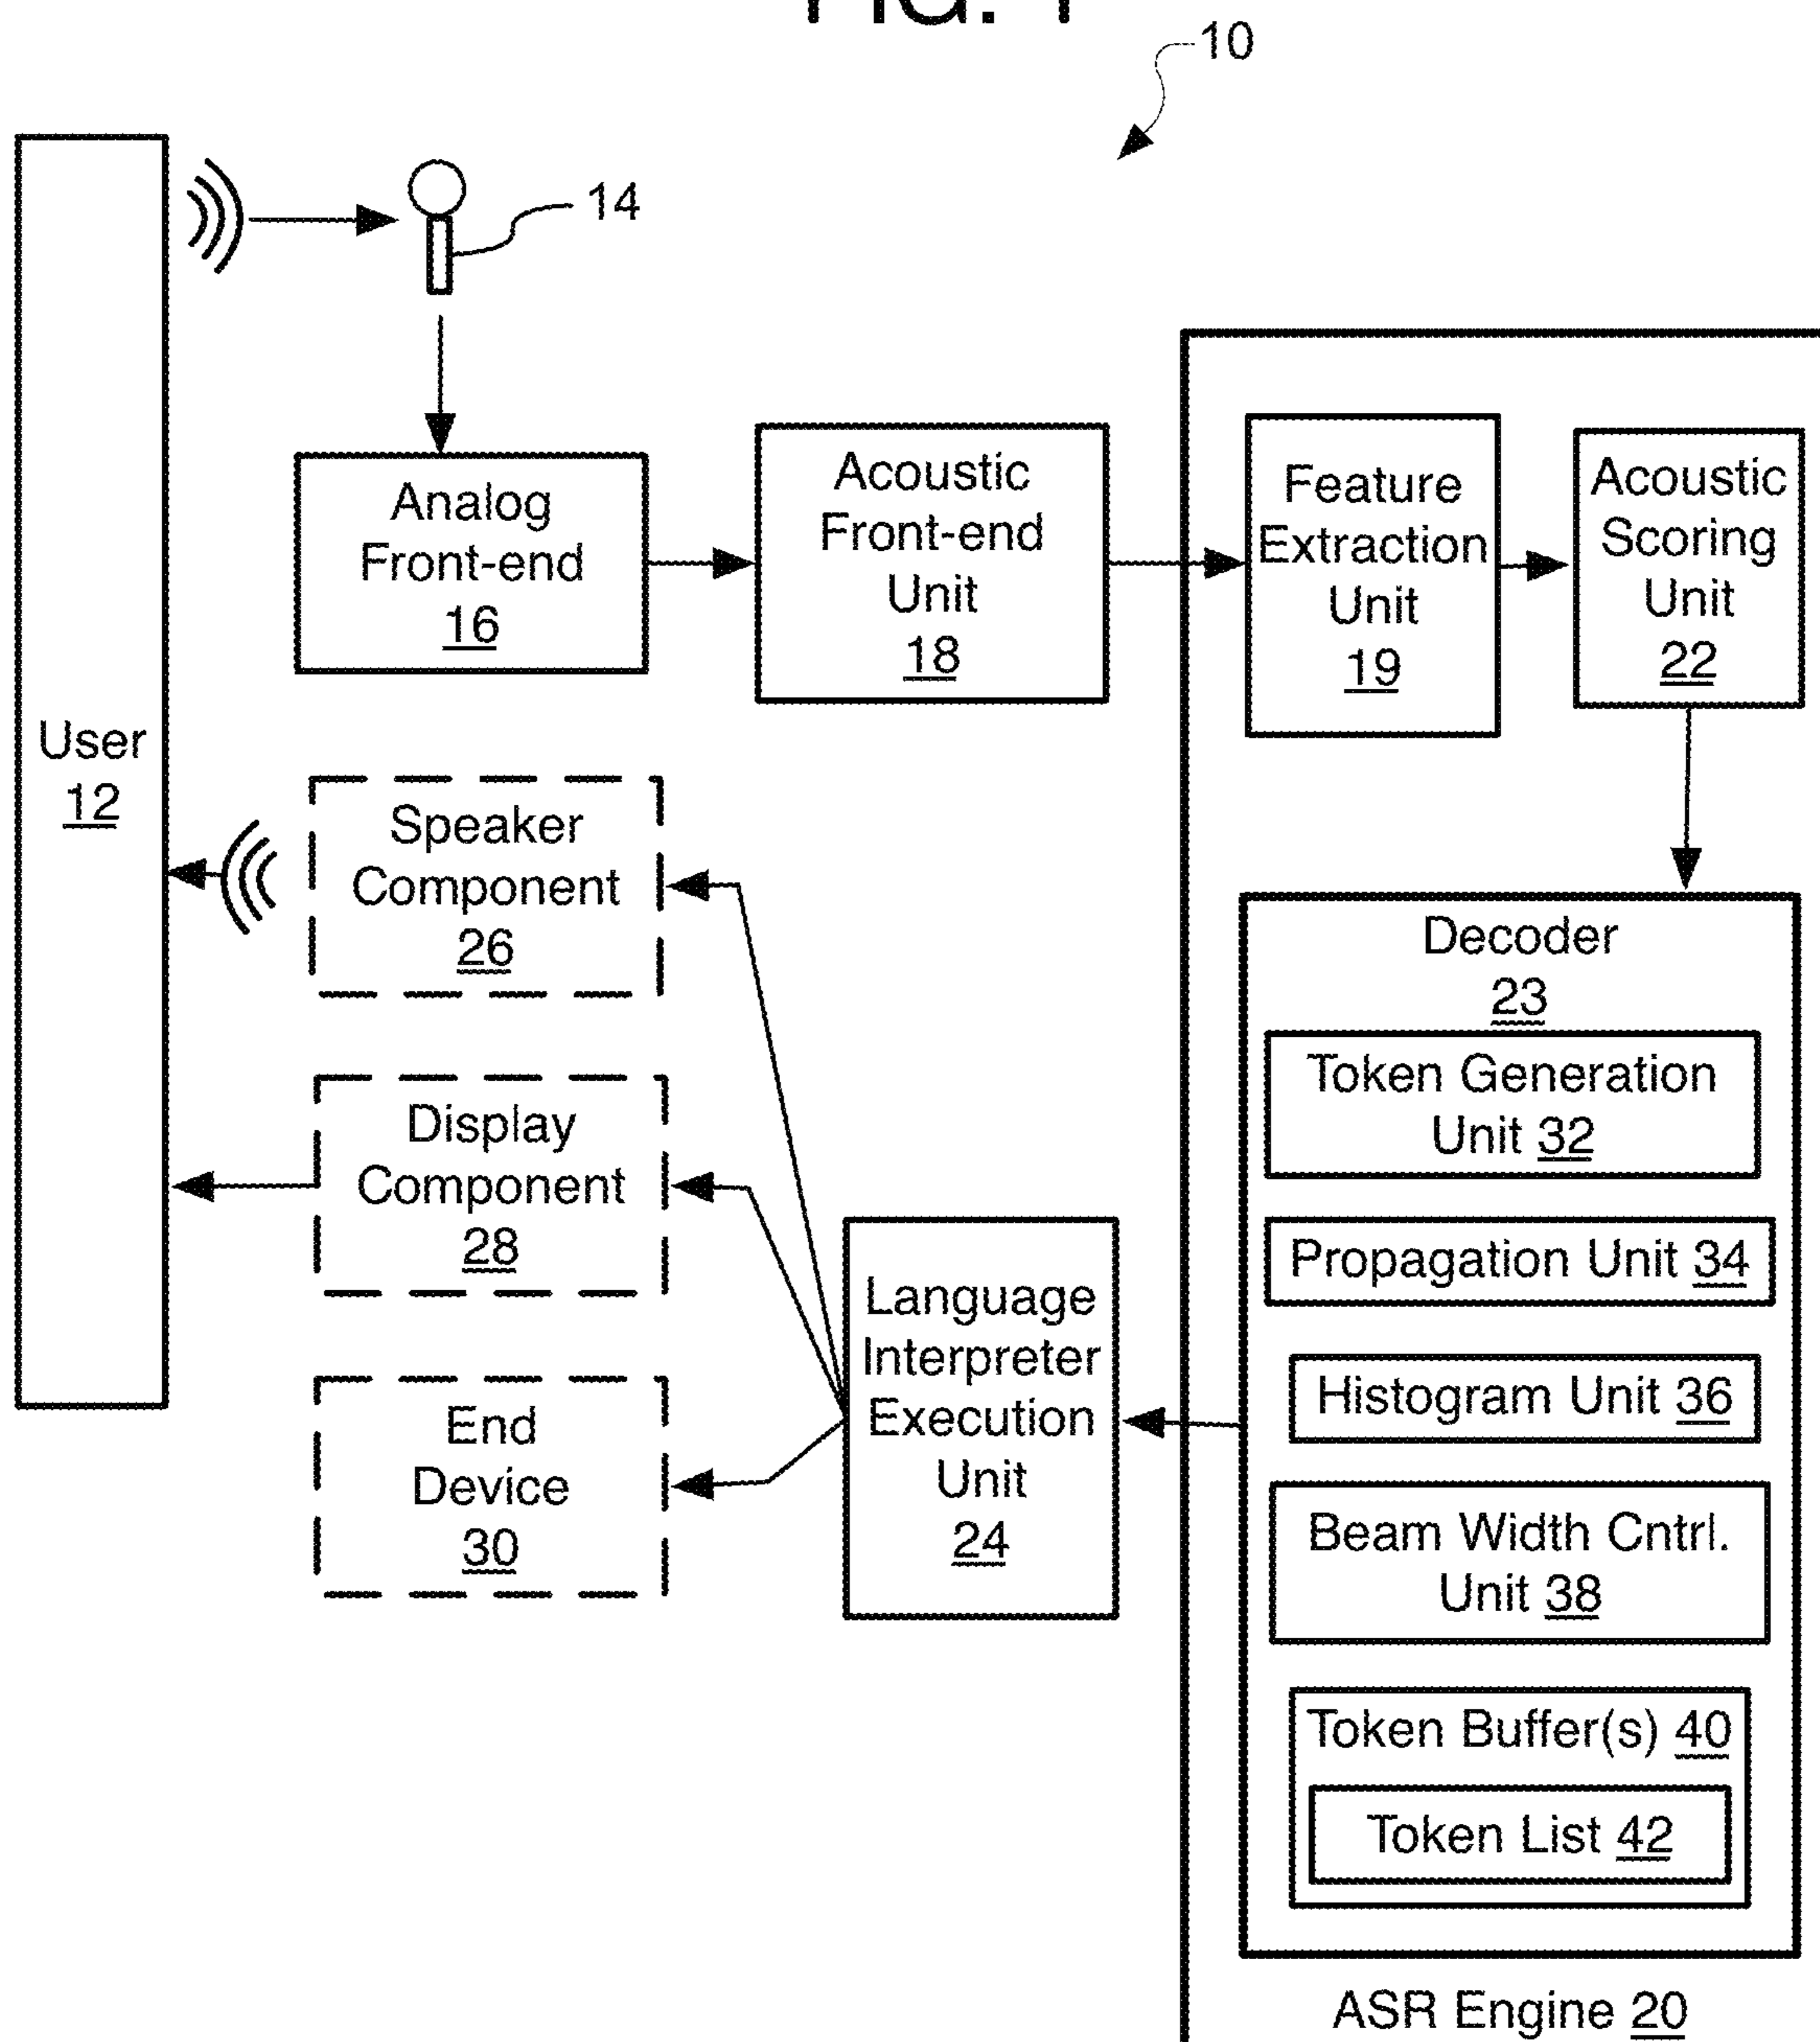 FIG. 1
10
14
Analog
Front-end
16
Acoustic
Front-end
Unit
18
Feature
Extraction
Unit
19
Acoustic
Scoring
Unit
22
User
12
Speaker
Component
26
Display
Component
28
End
Device
30
Language
Interpreter
Execution
Unit
24
Decoder
23
Token Generation
Unit 32
Propagation Unit 34
Histogram Unit 36
Beam Width Cntrl.
Unit 38
Token Buffer(s) 40
Token List 42
ASR Engine 20